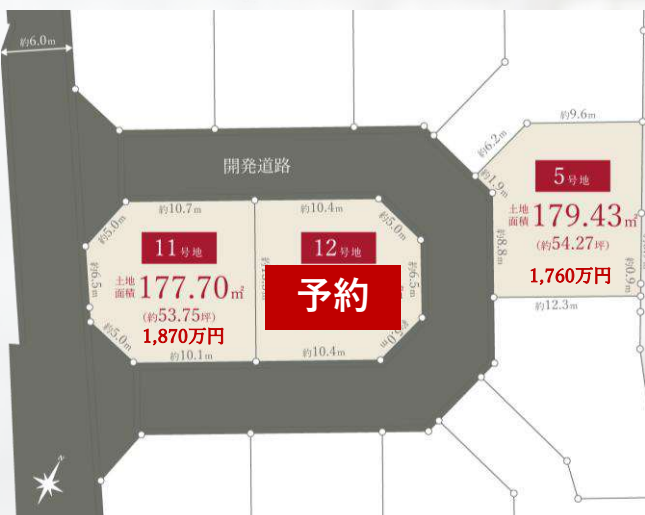 約6.0m
開発道路
約9.6m
約6.2m
約1.9m
5号地
土地面積 179.43㎡
(約54.27坪)
1,760万円
約8.8m
約0.9m
約12.3m
約10.7m
約5.0m
11号地
土地面積 177.70㎡
(約53.75坪)
1,870万円
約6.5m
約5.0m
約10.1m
約10.4m
約5.0m
12号地
予約
約6.5m
約5.0m
約10.4m
N